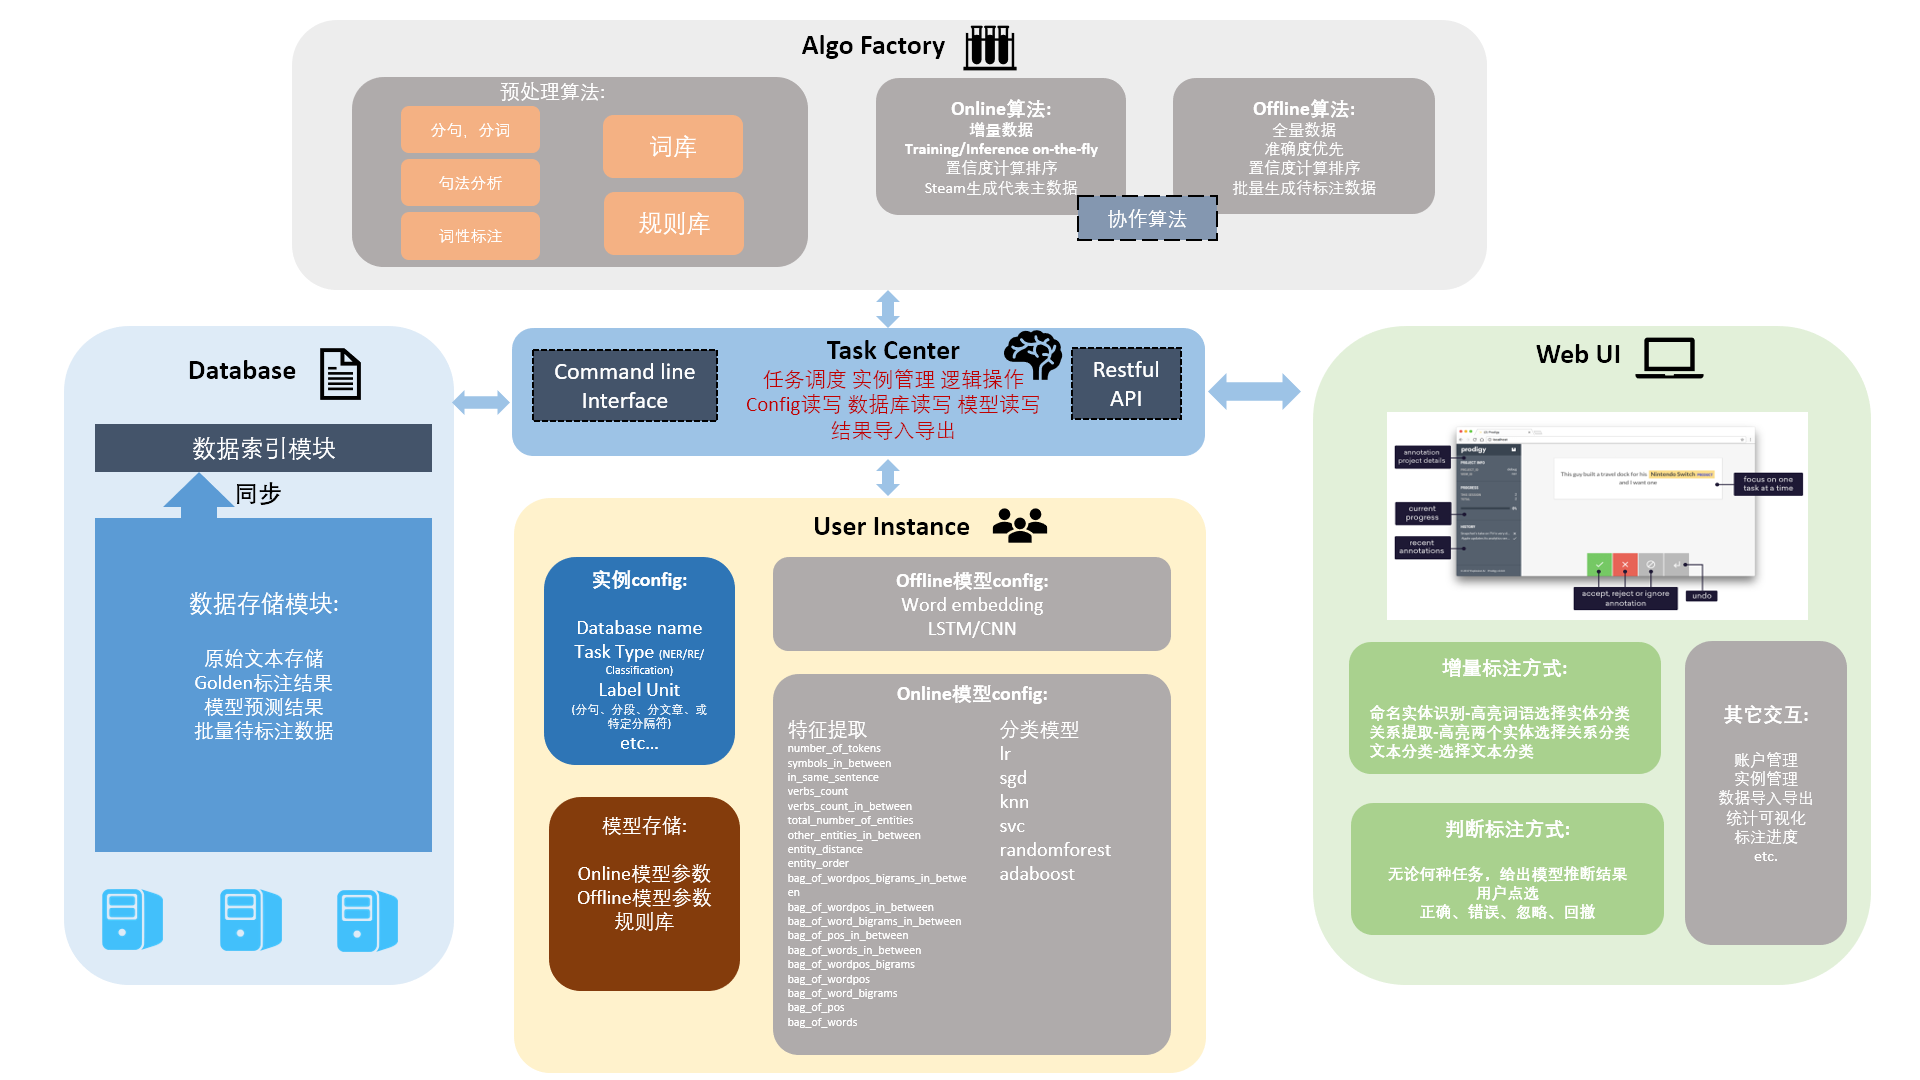 Algo Factory
预处理算法:
分句，分词
句法分析
词性标注
词库
规则库
Online算法:
增量数据
Training/Inference on-the-fly
置信度计算排序
Steam生成代表主数据
Offline算法:
全量数据
准确度优先
置信度计算排序
批量生成待标注数据
协作算法
Database
数据索引模块
同步
数据存储模块:
原始文本存储
Golden标注结果
模型预测结果
批量待标注数据
Command line
Interface
Task Center
任务调度 实例管理 逻辑操作
Config读写 数据库读写 模型读写
结果导入导出
Restful
API
User Instance
实例config:
Database name
Task Type (NER/RE/
Classification)
Label Unit
(分句、分段、分文章、或
特定分隔符)
etc...
模型存储:
Online模型参数
Offline模型参数
规则库
Offline模型config:
Word embedding
LSTM/CNN
Online模型config:
特征提取
number_of_tokens
symbols_in_between
in_same_sentence
verbs_count
verbs_count_in_between
total_number_of_entities
other_entities_in_between
entity_distance
entity_order
bag_of_wordpos_bigrams_in_betwe
en
bag_of_wordpos_in_between
bag_of_word_bigrams_in_between
bag_of_pos_in_between
bag_of_words_in_between
bag_of_wordpos_bigrams
bag_of_wordpos
bag_of_word_bigrams
bag_of_pos
bag_of_words
分类模型
lr
sgd
knn
svc
randomforest
adaboost
Web UI
annotation
project details
current
progress
recent
annotations
prodigy
PROJECT INFO
PROGRESS
HISTORY
This guy built a travel dock for his Nintendo Switch PRODUCT
and I want one
focus on one
task at a time
accept, reject or ignore
annotation
undo
增量标注方式:
命名实体识别-高亮词语选择实体分类
关系提取-高亮两个实体选择关系分类
文本分类-选择文本分类
判断标注方式:
无论何种任务，给出模型推断结果
用户点选
正确、错误、忽略、回撤
其它交互:
账户管理
实例管理
数据导入导出
统计可视化
标注进度
etc.